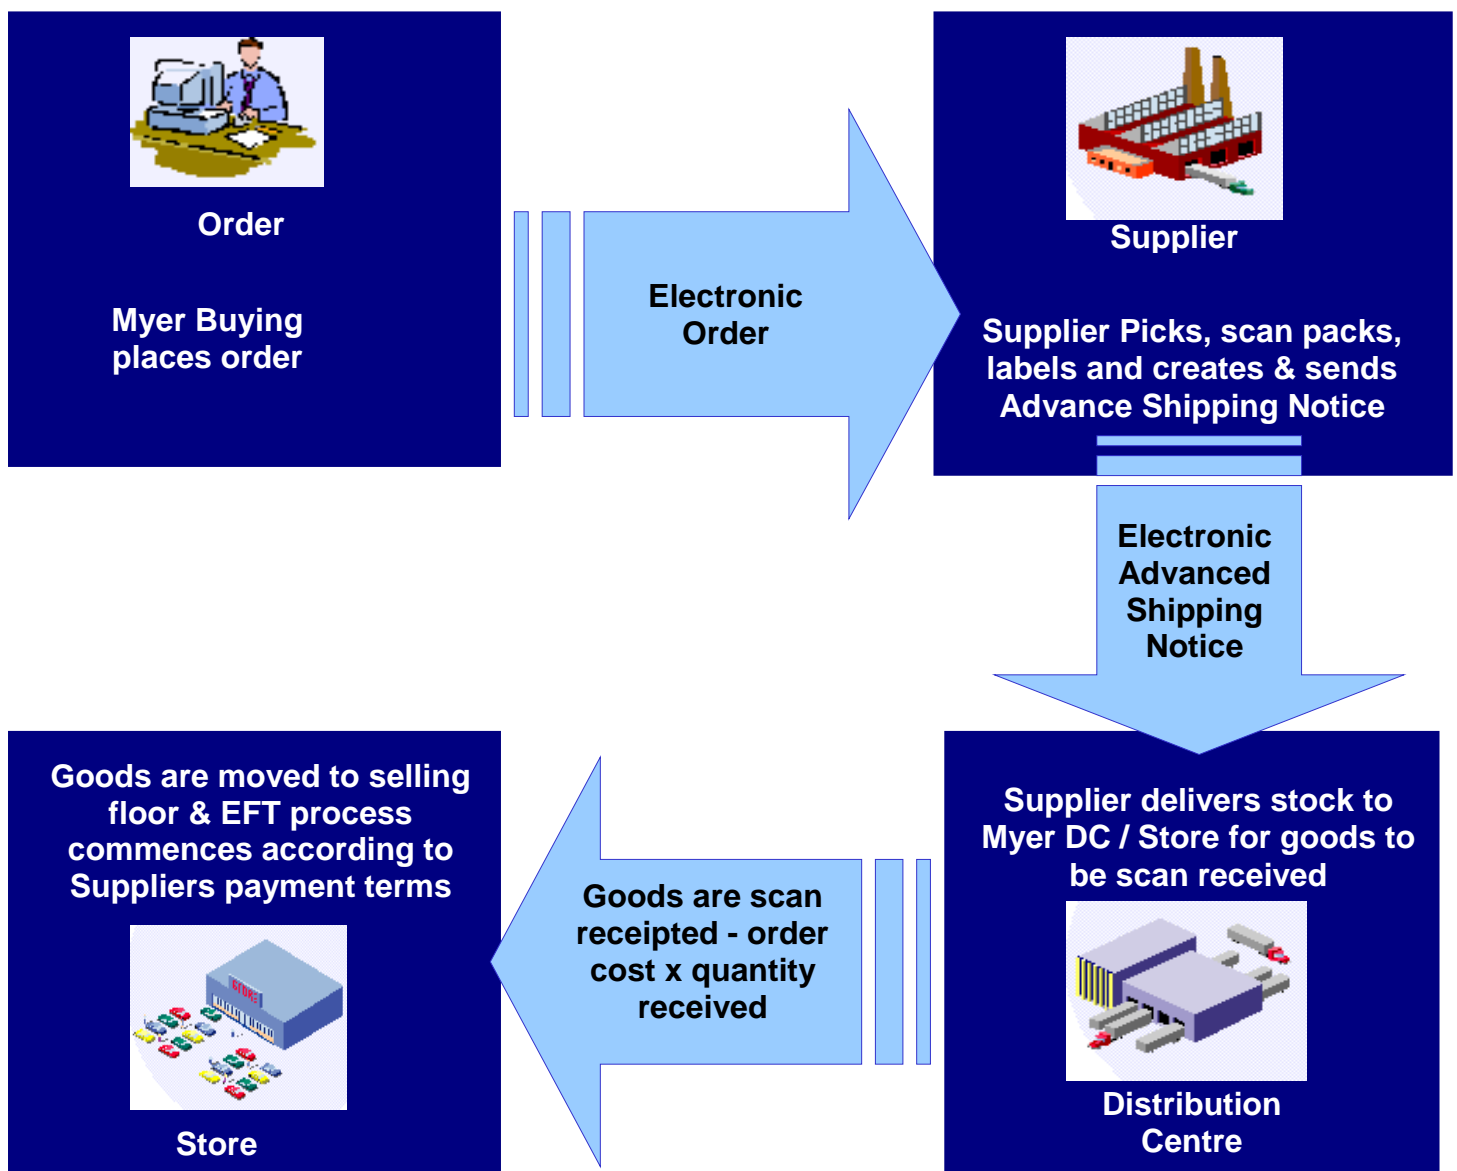 Order
Myer Buying
places order
Electronic
Order
Supplier
Supplier Picks, scan packs,
labels and creates & sends
Advance Shipping Notice
Electronic
Advanced
Shipping
Notice
Supplier delivers stock to
Myer DC / Store for goods to
be scan received
Distribution
Centre
Goods are scan
receipted - order
cost x quantity
received
Goods are moved to selling
floor & EFT process
commences according to
Suppliers payment terms
STORE
Store